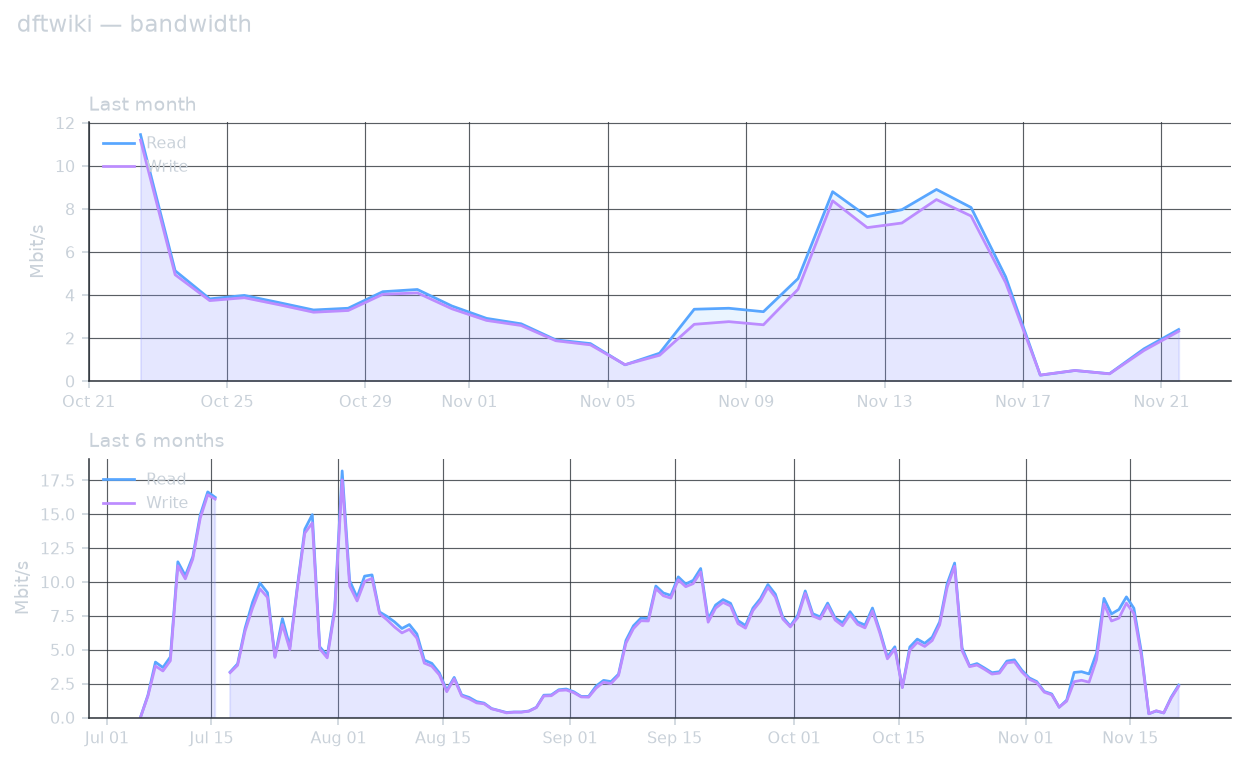 dftwiki — bandwidth
Last month
12
10
8
6
4
2
0
Mbit/s
Read
Write
Oct 21 Oct 25 Oct 29 Nov 01 Nov 05 Nov 09 Nov 13 Nov 17 Nov 21
Last 6 months
17.5
15.0
12.5
10.0
7.5
5.0
2.5
0.0
Mbit/s
Read
Write
Jul 01 Jul 15 Aug 01 Aug 15 Sep 01 Sep 15 Oct 01 Oct 15 Nov 01 Nov 15